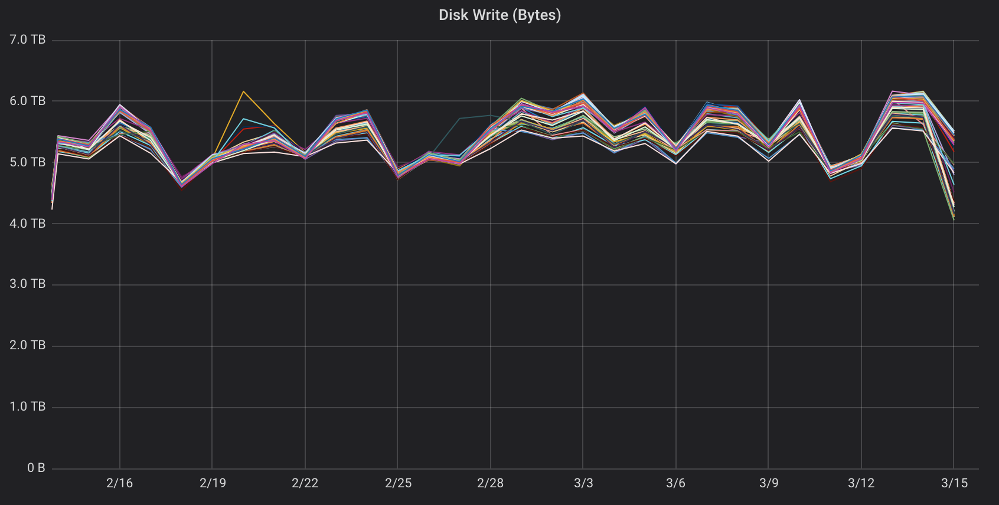 Disk Write (Bytes)
7.0 TB
6.0 TB
5.0 TB
4.0 TB
3.0 TB
2.0 TB
1.0 TB
0 B
2/16 2/19 2/22 2/25 2/28 3/3 3/6 3/9 3/12 3/15